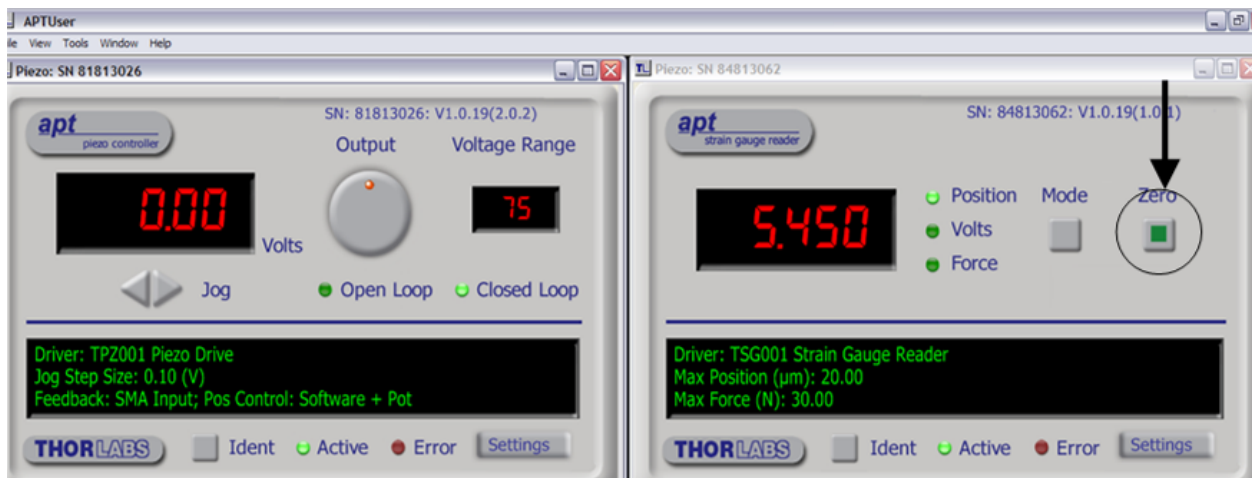 APTUser
View Tools Window Help
Piezo: SN 81813026
SN: 81813026: V1.0.19(2.0.2)
apt
piezo controller
Output
Voltage Range
0.00
Volts
75
Jog
Open Loop
Closed Loop
Driver: TPZ001 Piezo Drive
Jog Step Size: 0.10 (V)
Feedback: SMA Input; Pos Control: Software + Pot
THORLABS
Ident
Active
Error
Settings
TL Piezo: SN 84813062
SN: 84813062: V1.0.19(1.0.1)
apt
strain gauge reader
5.450
Position
Volts
Force
Mode
Zero
Driver: TSG001 Strain Gauge Reader
Max Position (µm): 20.00
Max Force (N): 30.00
THORLABS
Ident
Active
Error
Settings